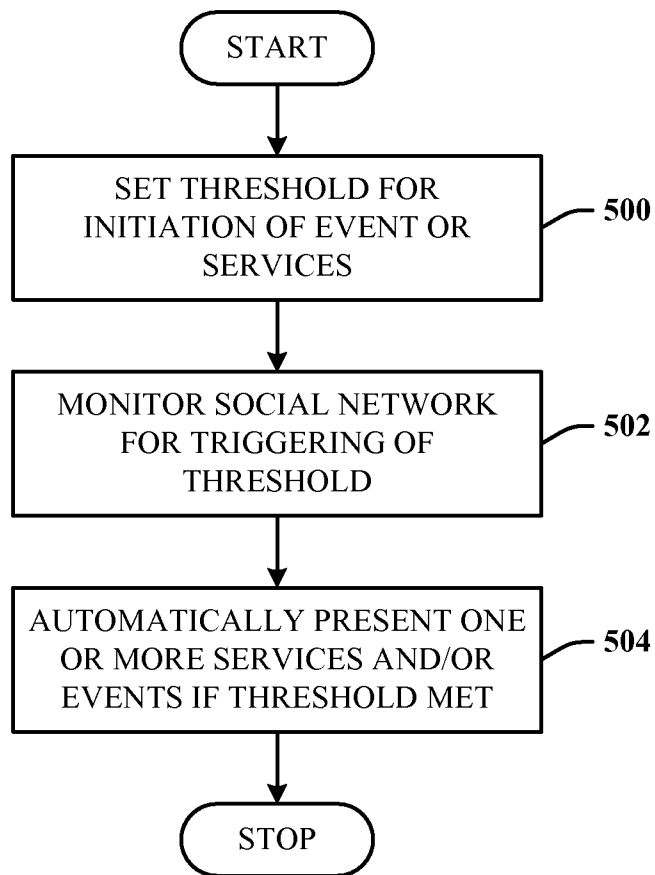 START
SET THRESHOLD FOR
INITIATION OF EVENT OR
SERVICES
500
MONITOR SOCIAL NETWORK
FOR TRIGGERING OF
THRESHOLD
502
AUTOMATICALLY PRESENT ONE
OR MORE SERVICES AND/OR
EVENTS IF THRESHOLD MET
504
STOP